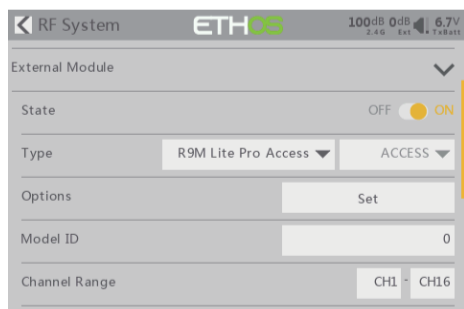 RF System ETHOS 100dB 0dB 6.7V
2.4G Ext TxBatt
External Module
State OFF ON
Type R9M Lite Pro Access ACCESS
Options Set
Model ID 0
Channel Range CH1 - CH16